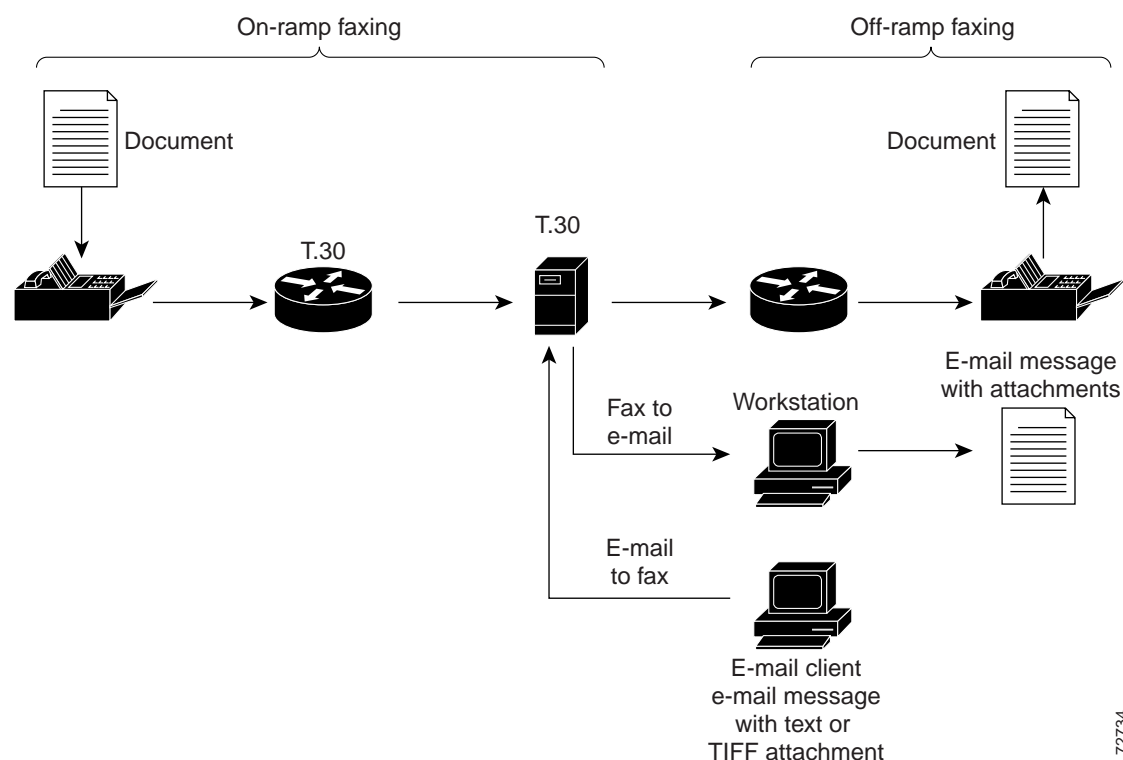 On-ramp faxing
Off-ramp faxing
Document
Document
T.30
T.30
E-mail message
with attachments
Fax to
e-mail
Workstation
E-mail
to fax
E-mail client
e-mail message
with text or
TIFF attachment
72734